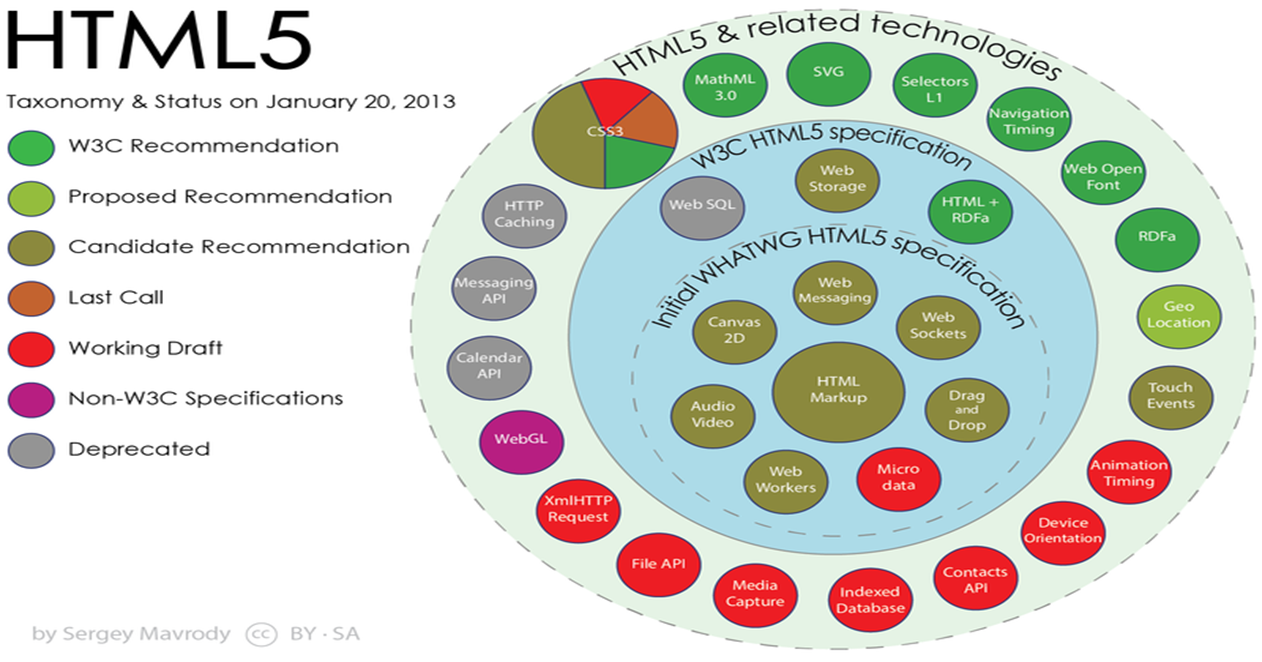 HTML5
Taxonomy & Status on January 20, 2013
W3C Recommendation
Proposed Recommendation
Candidate Recommendation
Last Call
Working Draft
Non-W3C Specifications
Deprecated
by Sergey Mavrody cc BY · SA
HTML5 & related technologies
CSS3
MathML
3.0
SVG
Selectors
L1
Navigation
Timing
Web Open
Font
RDFa
Geo
Location
Touch
Events
Animation
Timing
Device
Orientation
Contacts
API
Indexed
Database
Media
Capture
File API
XmlHTTP
Request
WebGL
Calendar
API
Messaging
API
HTTP
Caching
W3C HTML5 specification
Web SQL
Web
Storage
HTML +
RDFa
Initial WHATWG HTML5 specification
Web
Messaging
Canvas
2D
Web
Sockets
HTML
Markup
Audio
Video
Drag
and
Drop
Web
Workers
Micro
data